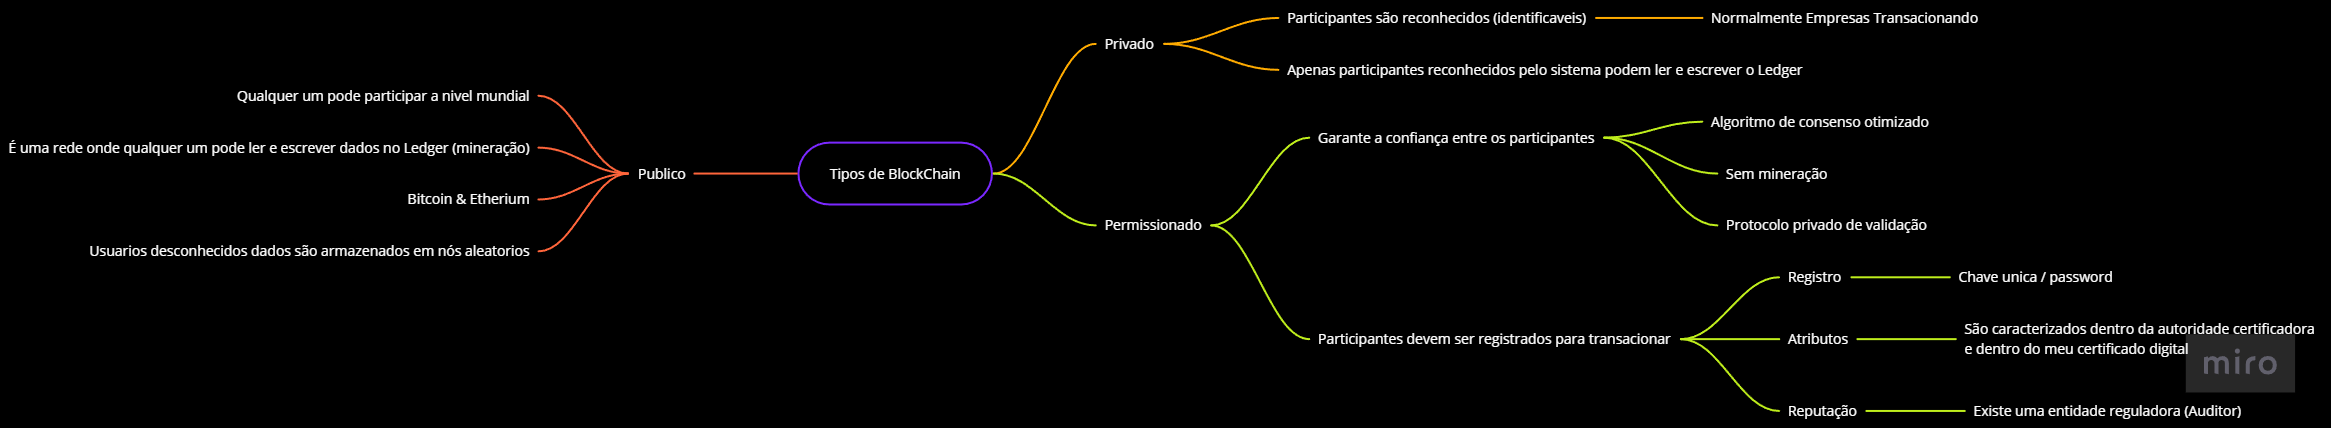 Tipos de BlockChain
Publico
Qualquer um pode participar a nivel mundial
É uma rede onde qualquer um pode ler e escrever dados no Ledger (mineração)
Bitcoin & Etherium
Usuarios desconhecidos dados são armazenados em nós aleatorios
Privado
Participantes são reconhecidos (identificaveis)
Normalmente Empresas Transacionando
Apenas participantes reconhecidos pelo sistema podem ler e escrever o Ledger
Permissionado
Garante a confiança entre os participantes
Algoritmo de consenso otimizado
Sem mineração
Protocolo privado de validação
Participantes devem ser registrados para transacionar
Registro
Chave unica / password
Atributos
São caracterizados dentro da autoridade certificadora
e dentro do meu certificado digital
Reputação
Existe uma entidade reguladora (Auditor)
miro